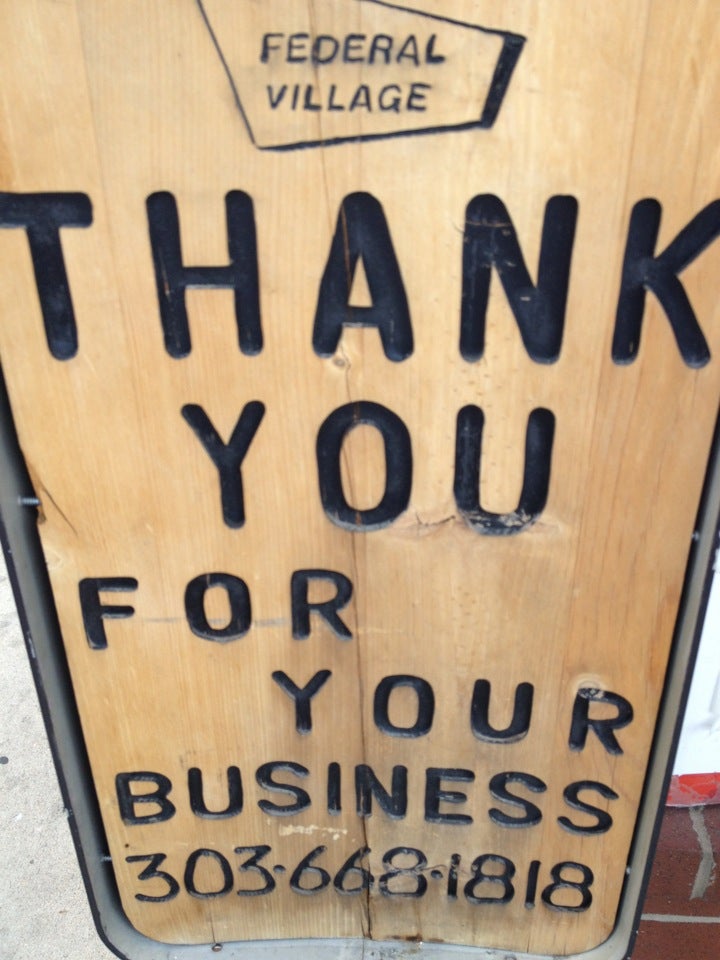 FEDERAL
VILLAGE
THANK
YOU
FOR
YOUR
BUSINESS
303·668·1818